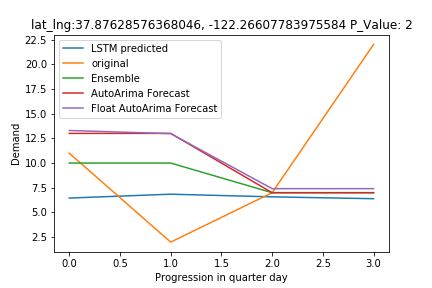 lat_lng:37.87628576368046, -122.26607783975584 P_Value: 2
22.5
20.0
17.5
15.0
12.5
10.0
7.5
5.0
2.5
Demand
LSTM predicted
original
Ensemble
AutoArima Forecast
Float AutoArima Forecast
0.0 0.5 1.0 1.5 2.0 2.5 3.0
Progression in quarter day